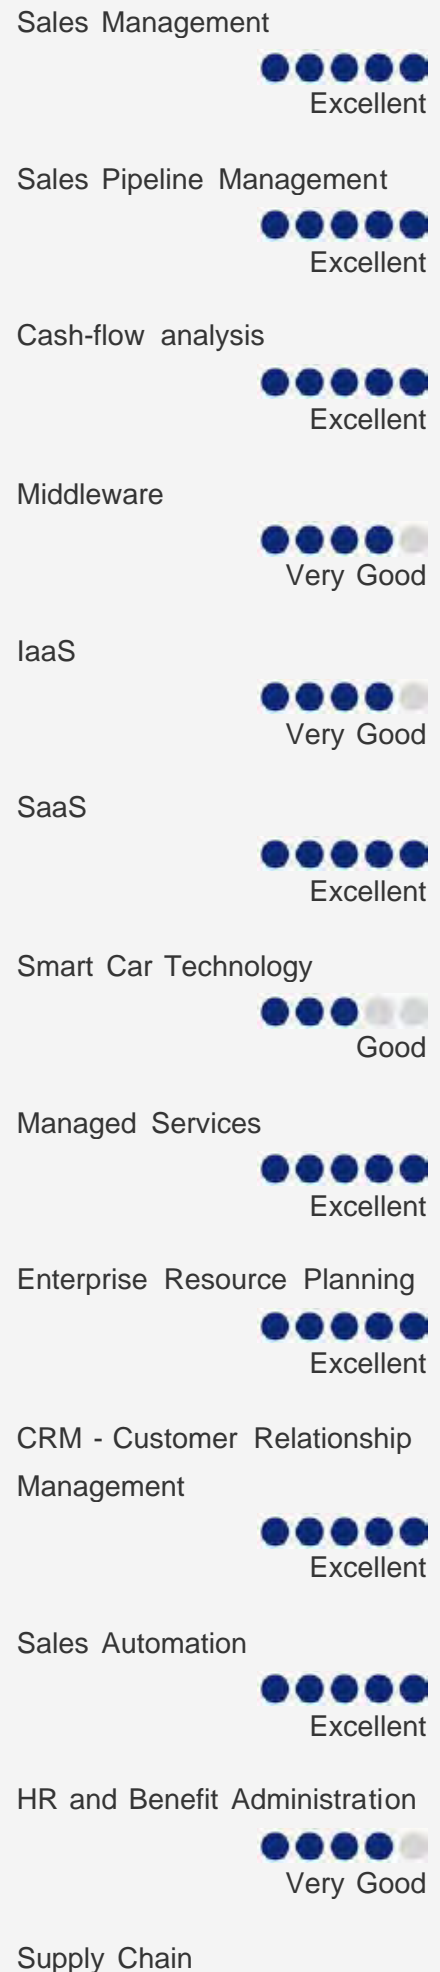 Sales Management
Excellent
Sales Pipeline Management
Excellent
Cash-flow analysis
Excellent
Middleware
Very Good
IaaS
Very Good
SaaS
Excellent
Smart Car Technology
Good
Managed Services
Excellent
Enterprise Resource Planning
Excellent
CRM - Customer Relationship
Management
Excellent
Sales Automation
Excellent
HR and Benefit Administration
Very Good
Supply Chain